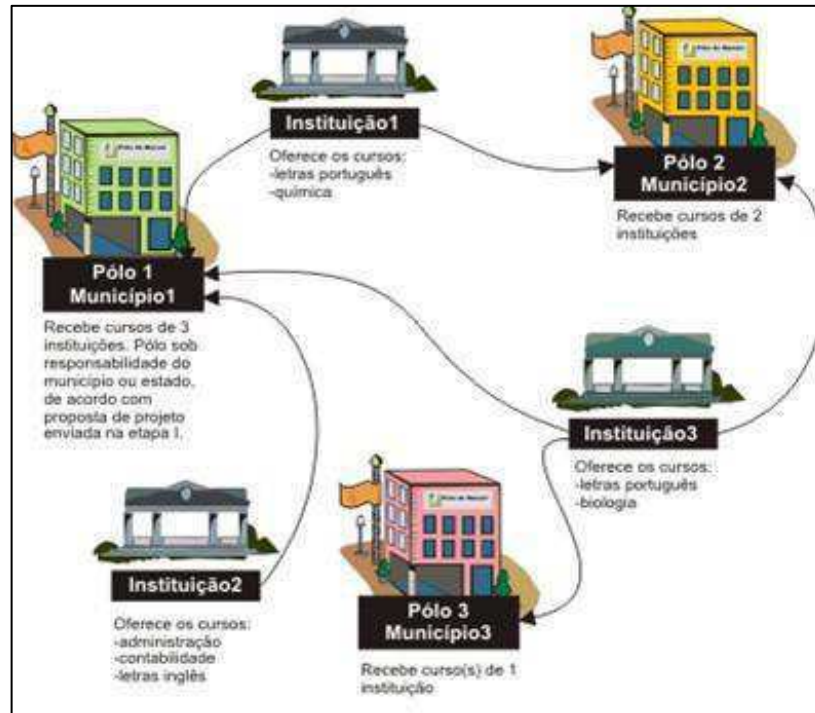 Instituição1
Oferece os cursos:
-letras português
-química
Pólo 2
Município2
Recebe cursos de 2
instituições
Pólo 1
Município1
Recebe cursos de 3
instituições. Pólo sob
responsabilidade do
município ou estado,
de acordo com
proposta de projeto
enviada na etapa I.
Instituição3
Oferece os cursos:
-letras português
-biologia
Instituição2
Oferece os cursos:
-administração
-contabilidade
-letras inglês
Pólo 3
Município3
Recebe curso(s) de 1
instituição